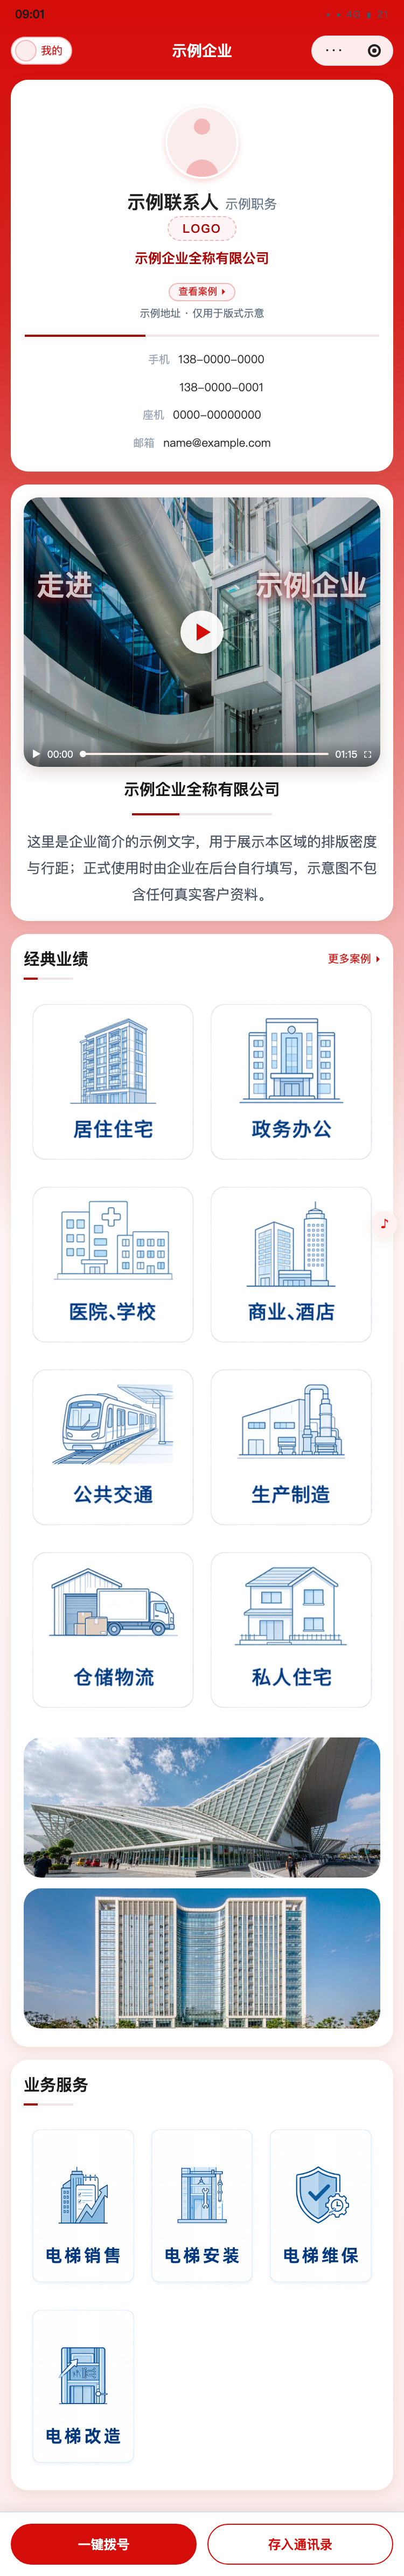 09:01
我的
示例企业
示例联系人 示例职务
LOGO
示例企业全称有限公司
查看案例
示例地址 · 仅用于版式示意
手机 138-0000-0000
138-0000-0001
座机 0000-00000000
邮箱 name@example.com
走进 示例企业
00:00 01:15
示例企业全称有限公司
这里是企业简介的示例文字，用于展示本区域的排版密度
与行距；正式使用时由企业在后台自行填写，示意图不包
含任何真实客户资料。
经典业绩 更多案例
居住住宅 政务办公
医院、学校 商业、酒店
公共交通 生产制造
仓储物流 私人住宅
业务服务
电梯销售 电梯安装 电梯维保
电梯改造
一键拨号 存入通讯录